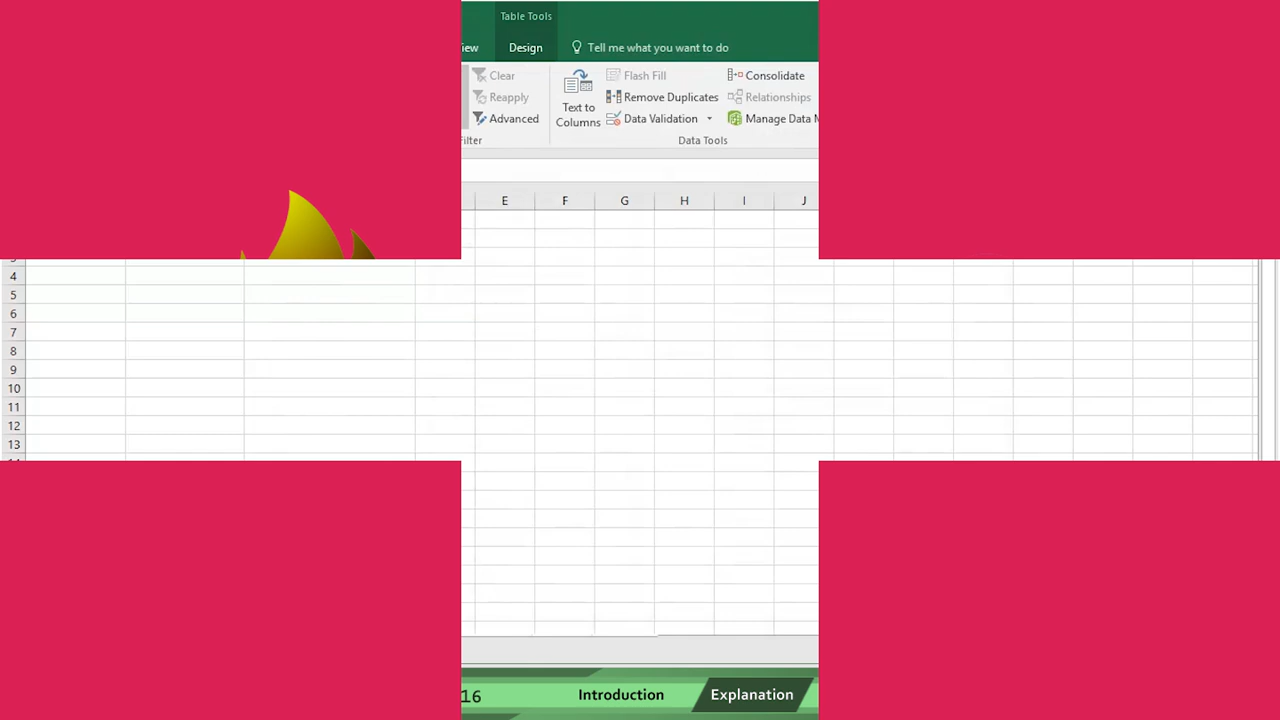 Table Tools
iew Design Tell me what you want to do
Clear Flash Fill Consolidate
Reapply Text to Columns Remove Duplicates Relationships
Advanced Data Validation Manage Data M
ilter Data Tools
E F G H I J
4
5
6
7
8
9
10
11
12
13
16 Introduction Explanation